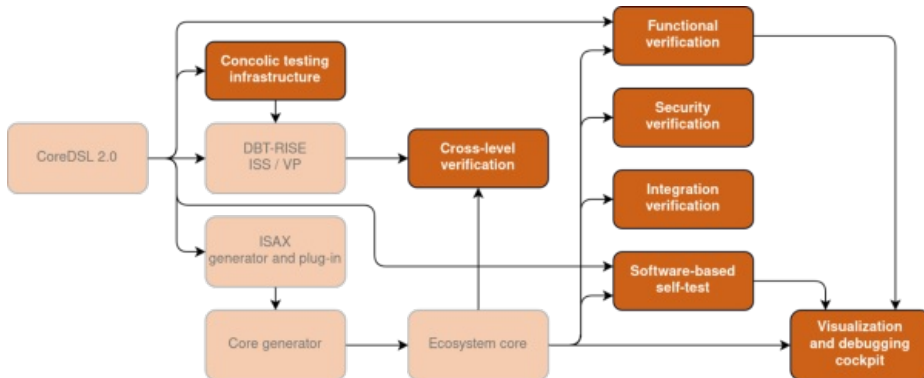 Functional
verification
Concolic testing
infrastructure
Security
verification
CoreDSL 2.0
DBT-RISE
ISS / VP
Cross-level
verification
Integration
verification
ISAX
generator and plug-in
Software-based
self-test
Core generator
Ecosystem core
Visualization
and debugging
cockpit